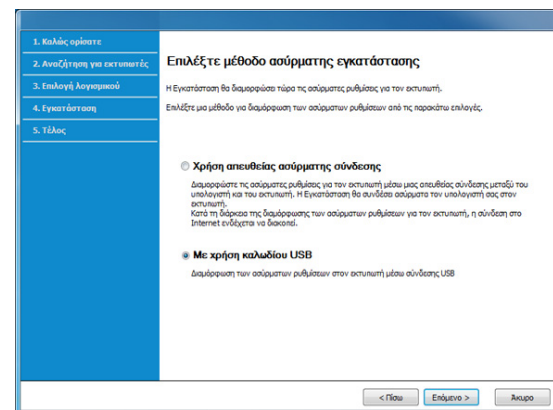 1. Καλώς ορίσατε
2. Αναζήτηση για εκτυπωτές
3. Επιλογή λογισμικού
4. Εγκατάσταση
5. Τέλος
Επιλέξτε μέθοδο ασύρματης εγκατάστασης
Η Εγκατάσταση θα διαμορφώσει τώρα τις ασύρματες ρυθμίσεις για τον εκτυπωτή.
Επιλέξτε μια μέθοδο για διαμόρφωση των ασύρματων ρυθμίσεων από τις παρακάτω επιλογές.
Χρήση απευθείας ασύρματης σύνδεσης
Διαμορφώστε τις ασύρματες ρυθμίσεις για τον εκτυπωτή μέσω μιας απευθείας σύνδεσης μεταξύ του
υπολογιστή και του εκτυπωτή. Η Εγκατάσταση θα συνδέσει ασύρματα τον υπολογιστή σας στον
εκτυπωτή.
Κατά τη διάρκεια της διαμόρφωσης των ασύρματων ρυθμίσεων για τον εκτυπωτή, η σύνδεση στο
Internet ενδέχεται να διακοπεί.
Με χρήση καλωδίου USB
Διαμόρφωση των ασύρματων ρυθμίσεων στον εκτυπωτή μέσω σύνδεσης USB
< Πίσω Επόμενο > Άκυρο